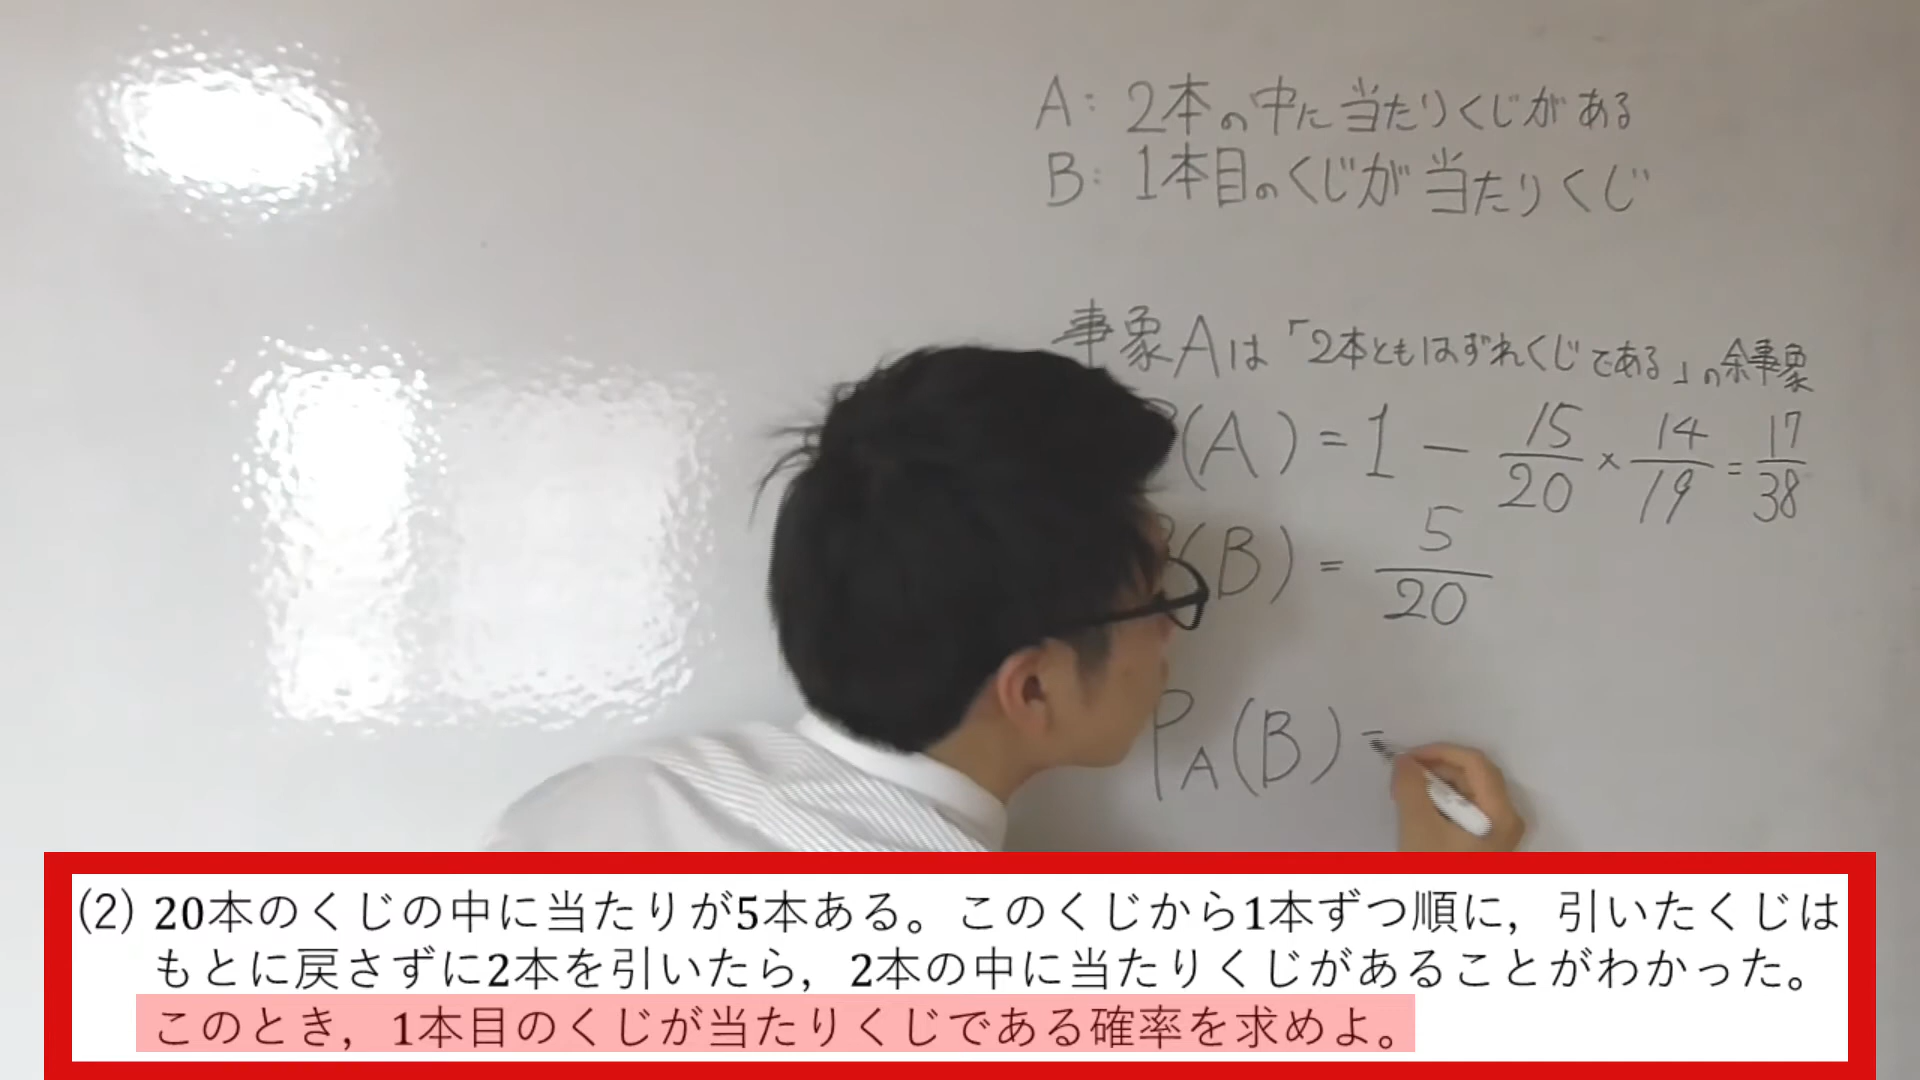 A: 2本の中に当たりくじがある
B: 1本目のくじが当たりくじ
事象Aは「2本ともはずれくじである」の余事象
(A) = 1 - 15/20 × 14/19 = 17/38
(B) = 5/20
P_A(B) =
(2) 20本のくじの中に当たりが5本ある。このくじから1本ずつ順に，引いたくじは
もとに戻さずに2本を引いたら，2本の中に当たりくじがあることがわかった。
このとき，1本目のくじが当たりくじである確率を求めよ。